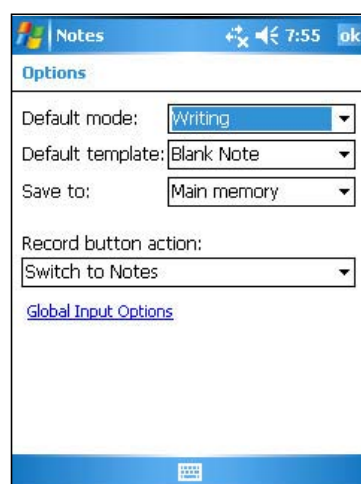 Notes 7:55 ok
Options
Default mode: Writing
Default template: Blank Note
Save to: Main memory
Record button action:
Switch to Notes
Global Input Options